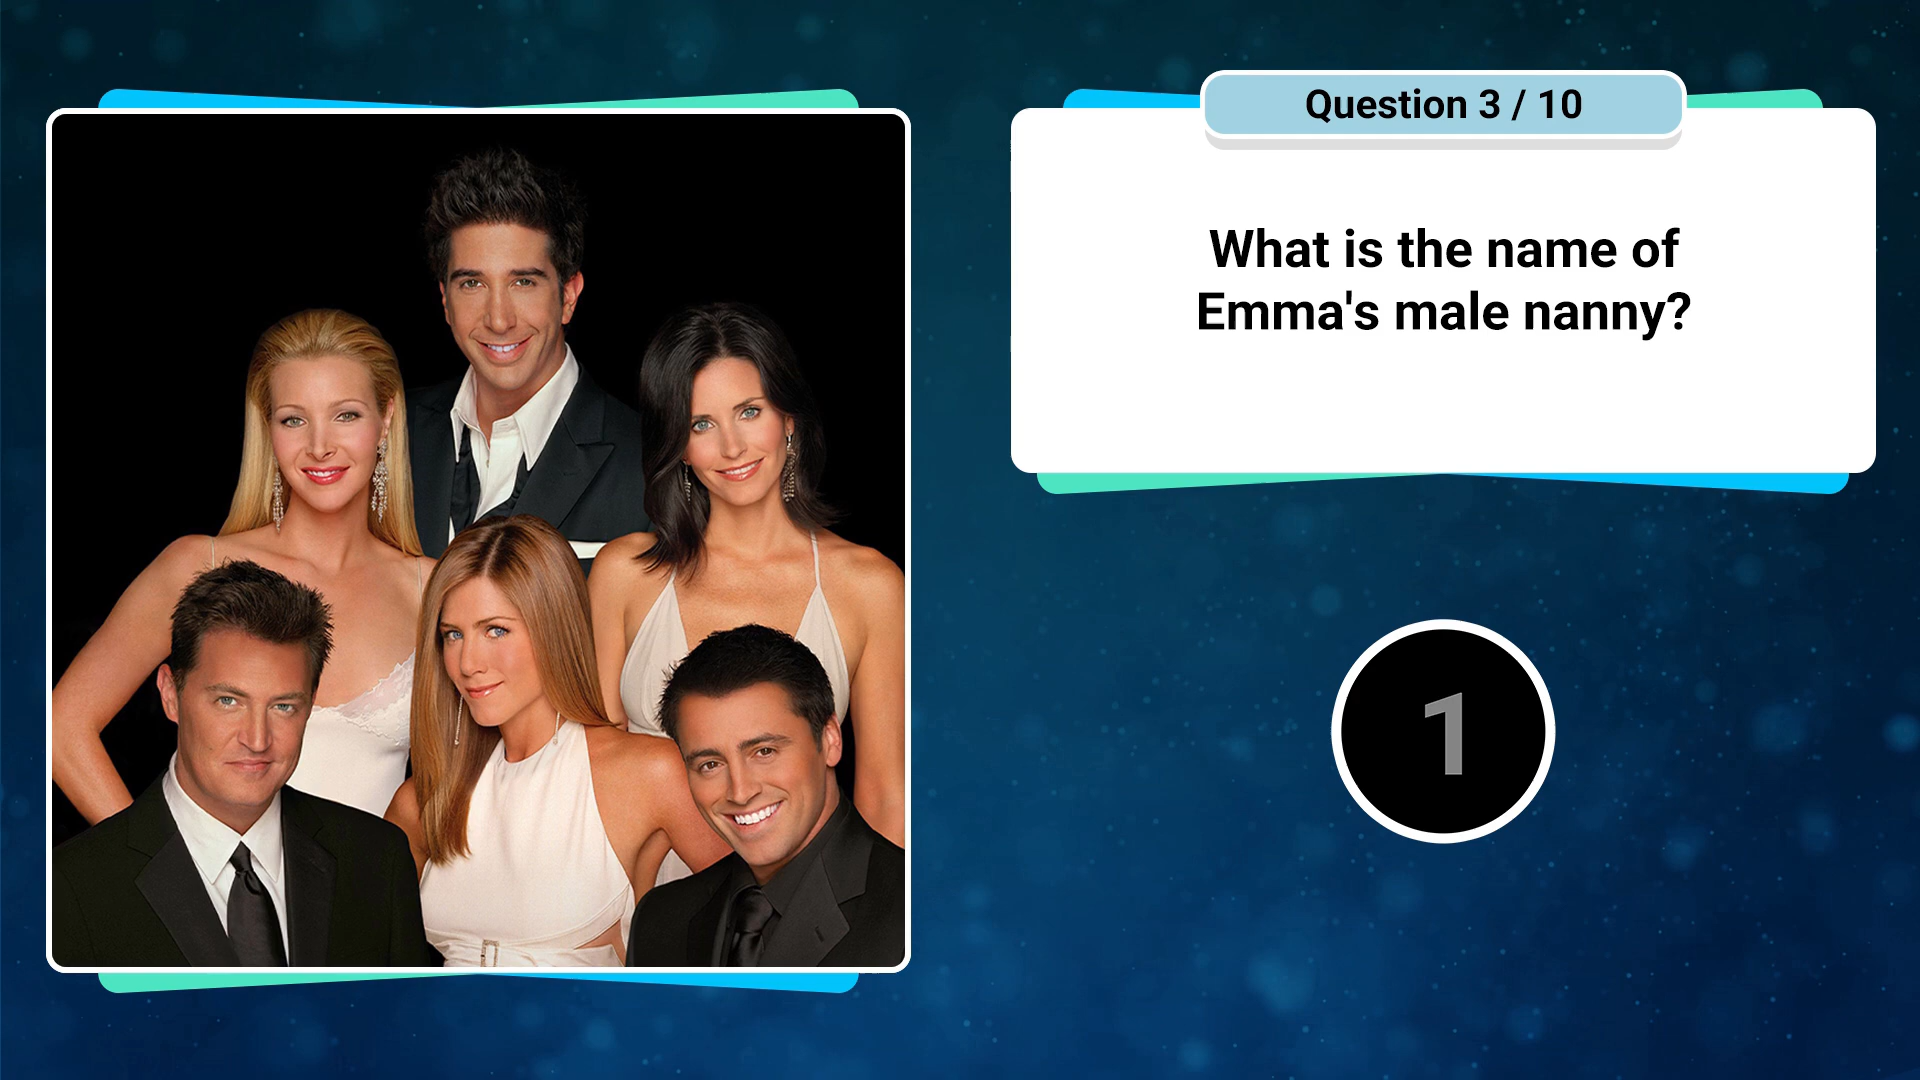 Question 3 / 10
What is the name of
Emma's male nanny?
1